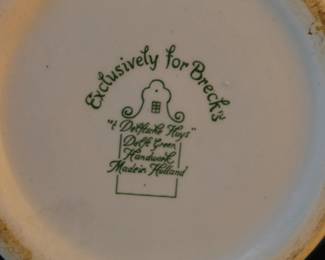 Exclusively for Breck's
"'t Delftsche Huys"
Delft Green
Handwork
Made in Holland